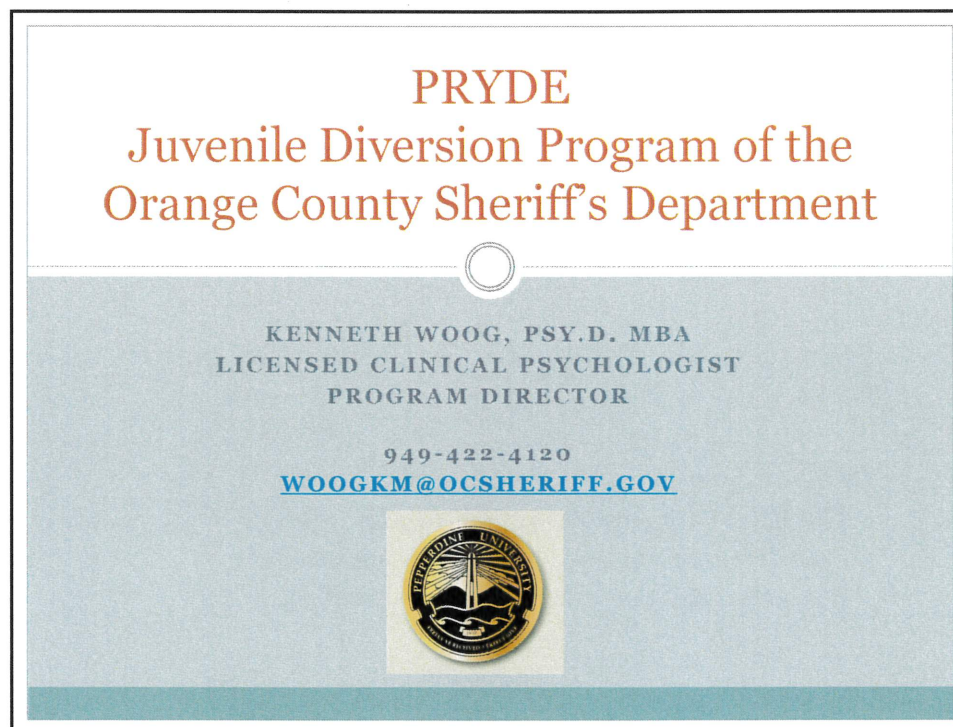 PRYDE
Juvenile Diversion Program of the
Orange County Sheriff's Department
KENNETH WOOG, PSY.D. MBA
LICENSED CLINICAL PSYCHOLOGIST
PROGRAM DIRECTOR
949-422-4120
WOOGKM@OCSHERIFF.GOV
PEPPERDINE UNIVERSITY